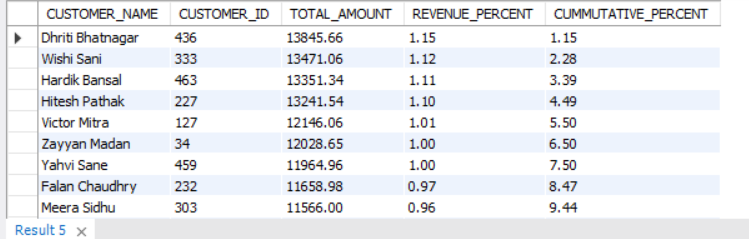 CUSTOMER_NAME CUSTOMER_ID TOTAL_AMOUNT REVENUE_PERCENT CUMMUTATIVE_PERCENT
Dhriti Bhatnagar 436 13845.66 1.15 1.15
Wishi Sani 333 13471.06 1.12 2.28
Hardik Bansal 463 13351.34 1.11 3.39
Hitesh Pathak 227 13241.54 1.10 4.49
Victor Mitra 127 12146.06 1.01 5.50
Zayyan Madan 34 12028.65 1.00 6.50
Yahvi Sane 459 11964.96 1.00 7.50
Falan Chaudhry 232 11658.98 0.97 8.47
Meera Sidhu 303 11566.00 0.96 9.44
Result 5